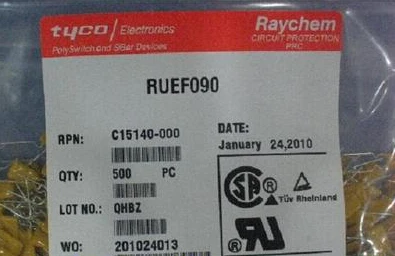 tyco / Electronics
PolySwitch and SiBar Devices
Raychem
CIRCUIT PROTECTION
PRC
RUEF090
RPN: C15140-000
DATE:
January 24,2010
QTY: 500 PC
LOT NO.: QHBZ
WO: 201024013
TÜV Rheinland